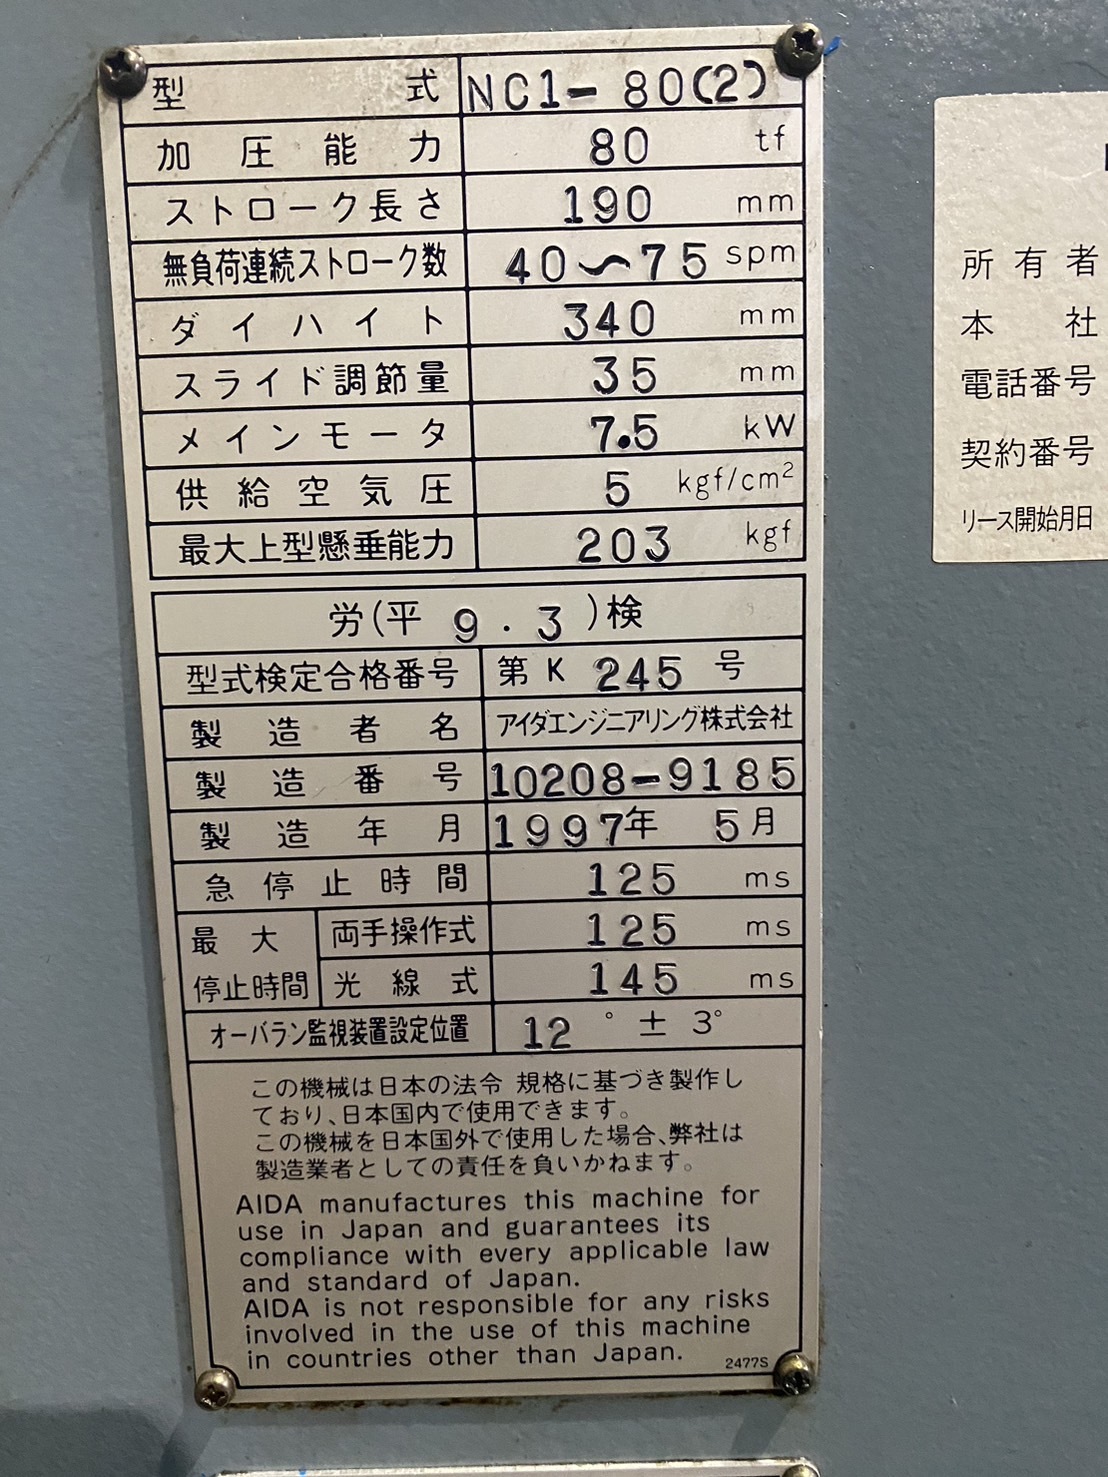 型式 NC1-80(2)
加圧能力 80 tf
ストローク長さ 190 mm
無負荷連続ストローク数 40〜75 spm
ダイハイト 340 mm
スライド調節量 35 mm
メインモータ 7.5 kW
供給空気圧 5 kgf/cm²
最大上型懸垂能力 203 kgf
労(平 9.3)検
型式検定合格番号 第K 245 号
製造者名 アイダエンジニアリング株式会社
製造番号 10208-9185
製造年月 1997年 5月
急停止時間 125 ms
最大停止時間 両手操作式 125 ms
光線式 145 ms
オーバラン監視装置設定位置 12° ± 3°
この機械は日本の法令 規格に基づき製作し
ており、日本国内で使用できます。
この機械を日本国外で使用した場合、弊社は
製造業者としての責任を負いかねます。
AIDA manufactures this machine for
use in Japan and guarantees its
compliance with every applicable law
and standard of Japan.
AIDA is not responsible for any risks
involved in the use of this machine
in countries other than Japan.
2477S
所有者
本社
電話番号
契約番号
リース開始月日